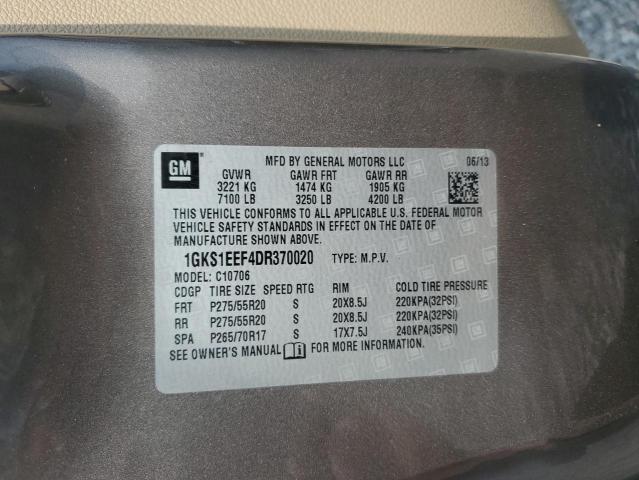 GM
MFD BY GENERAL MOTORS LLC 06/13
GVWR GAWR FRT GAWR RR
3221 KG 1474 KG 1905 KG
7100 LB 3250 LB 4200 LB
THIS VEHICLE CONFORMS TO ALL APPLICABLE U.S. FEDERAL MOTOR
VEHICLE SAFETY STANDARDS IN EFFECT ON THE DATE OF
MANUFACTURE SHOWN ABOVE.
1GKS1EEF4DR370020 TYPE: M.P.V.
MODEL: C10706
CDGP TIRE SIZE SPEED RTG RIM COLD TIRE PRESSURE
FRT P275/55R20 S 20X8.5J 220KPA(32PSI)
RR P275/55R20 S 20X8.5J 220KPA(32PSI)
SPA P265/70R17 S 17X7.5J 240KPA(35PSI)
SEE OWNER'S MANUAL FOR MORE INFORMATION.